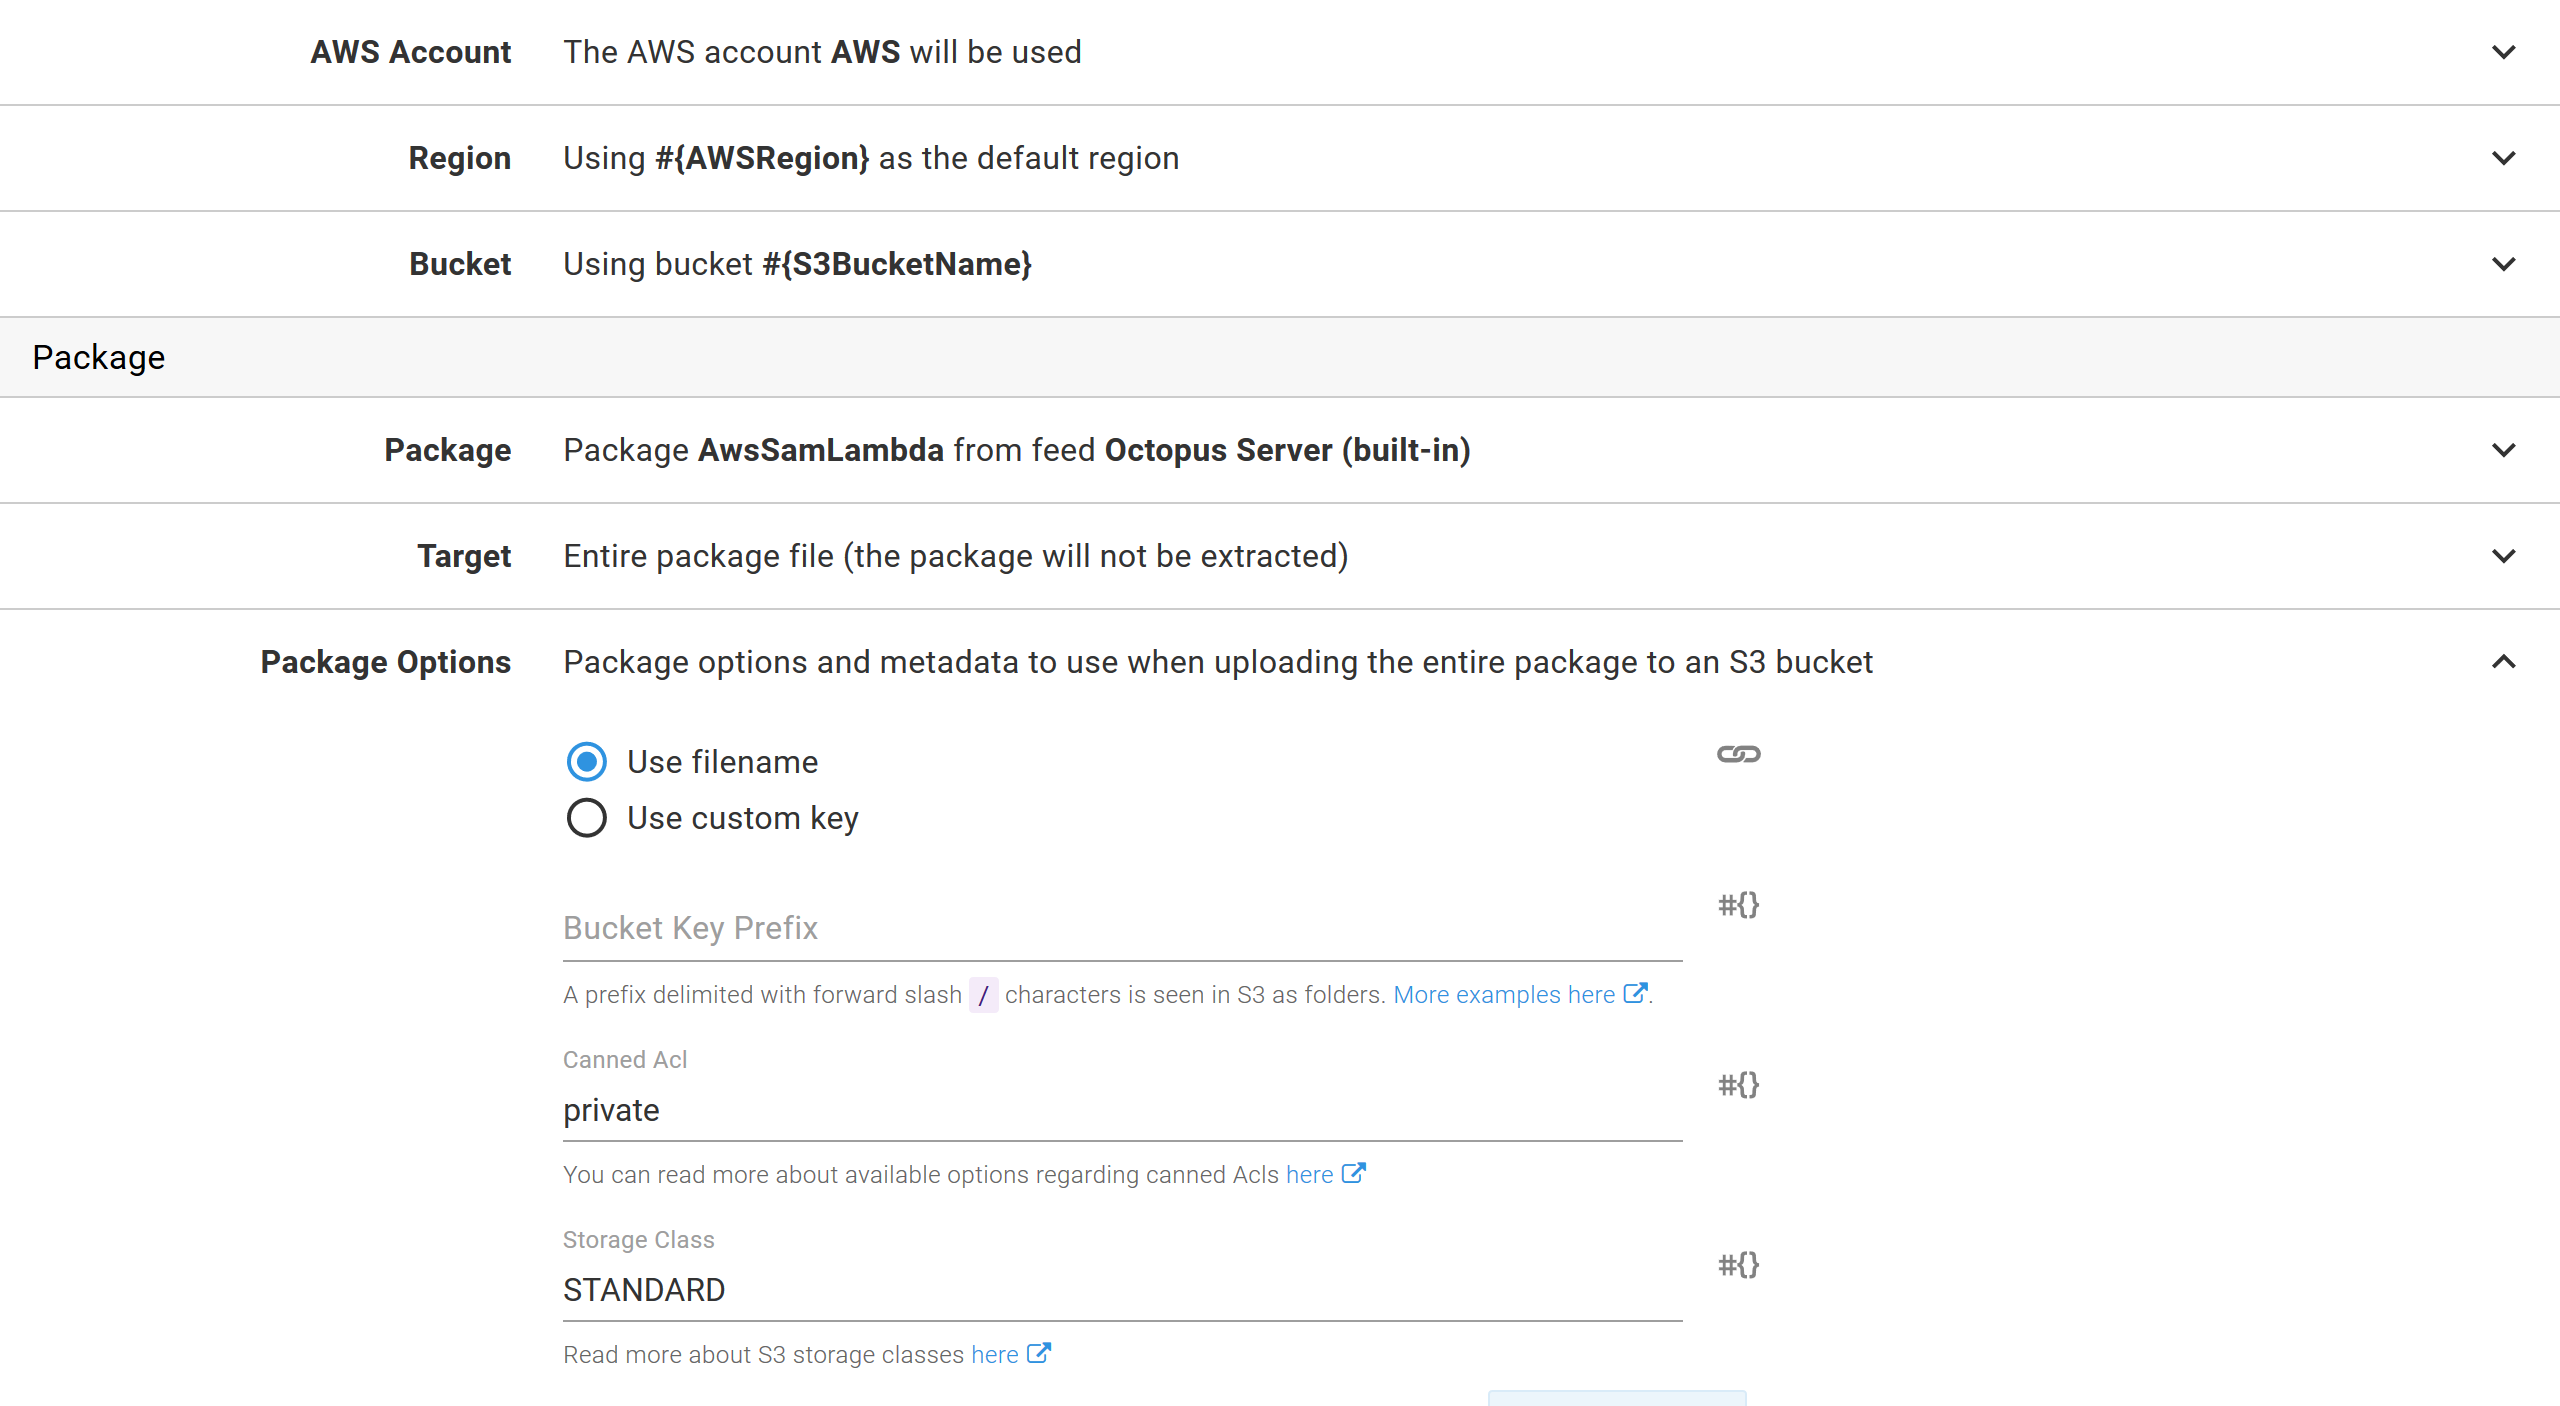 AWS Account The AWS account AWS will be used
Region Using #{AWSRegion} as the default region
Bucket Using bucket #{S3BucketName}
Package
Package Package AwsSamLambda from feed Octopus Server (built-in)
Target Entire package file (the package will not be extracted)
Package Options Package options and metadata to use when uploading the entire package to an S3 bucket
Use filename
Use custom key
#{}
Bucket Key Prefix
A prefix delimited with forward slash / characters is seen in S3 as folders. More examples here .
Canned Acl
#{}
private
You can read more about available options regarding canned Acls here
Storage Class
#{}
STANDARD
Read more about S3 storage classes here